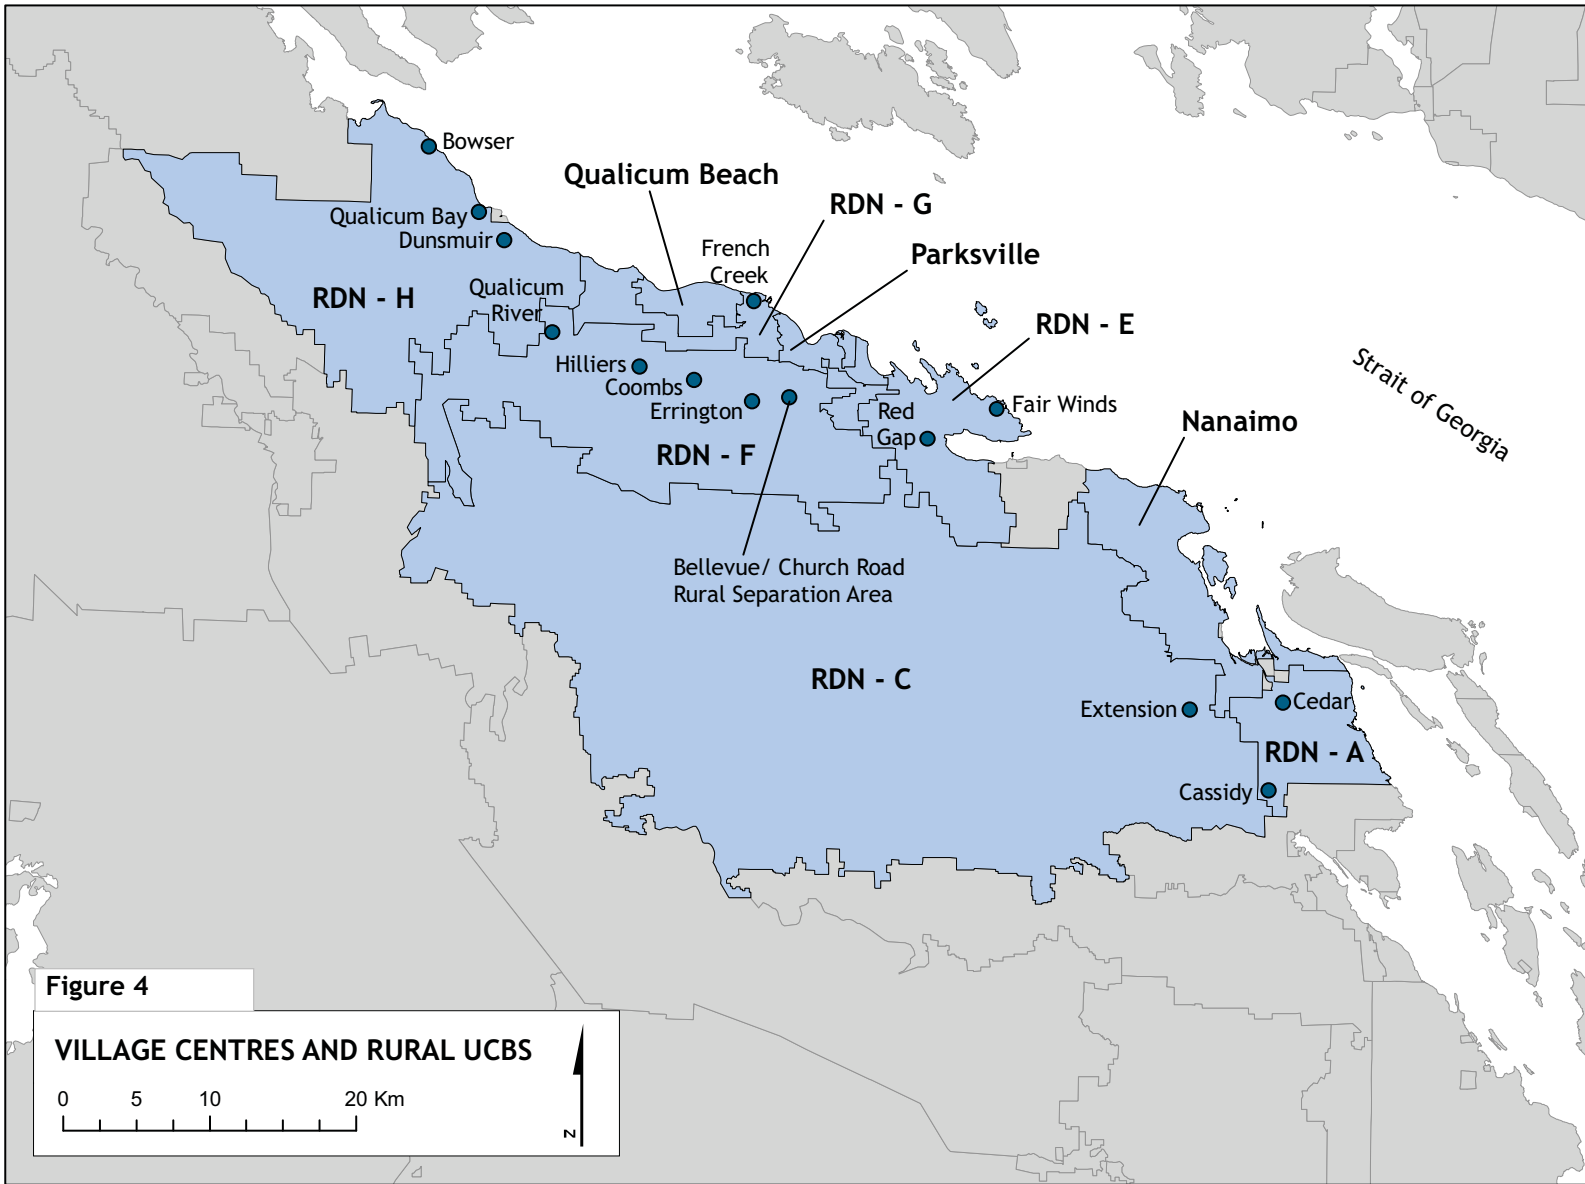 Bowser
Qualicum Beach
RDN - G
Qualicum Bay
Dunsmuir
French
Creek
Parksville
RDN - H
Qualicum
River
RDN - E
Strait of Georgia
Hilliers
Coombs
Errington
Red
Gap
Fair Winds
Nanaimo
RDN - F
Bellevue/ Church Road
Rural Separation Area
RDN - C
Extension
Cedar
RDN - A
Cassidy
Figure 4
VILLAGE CENTRES AND RURAL UCBS
0 5 10 20 Km
N